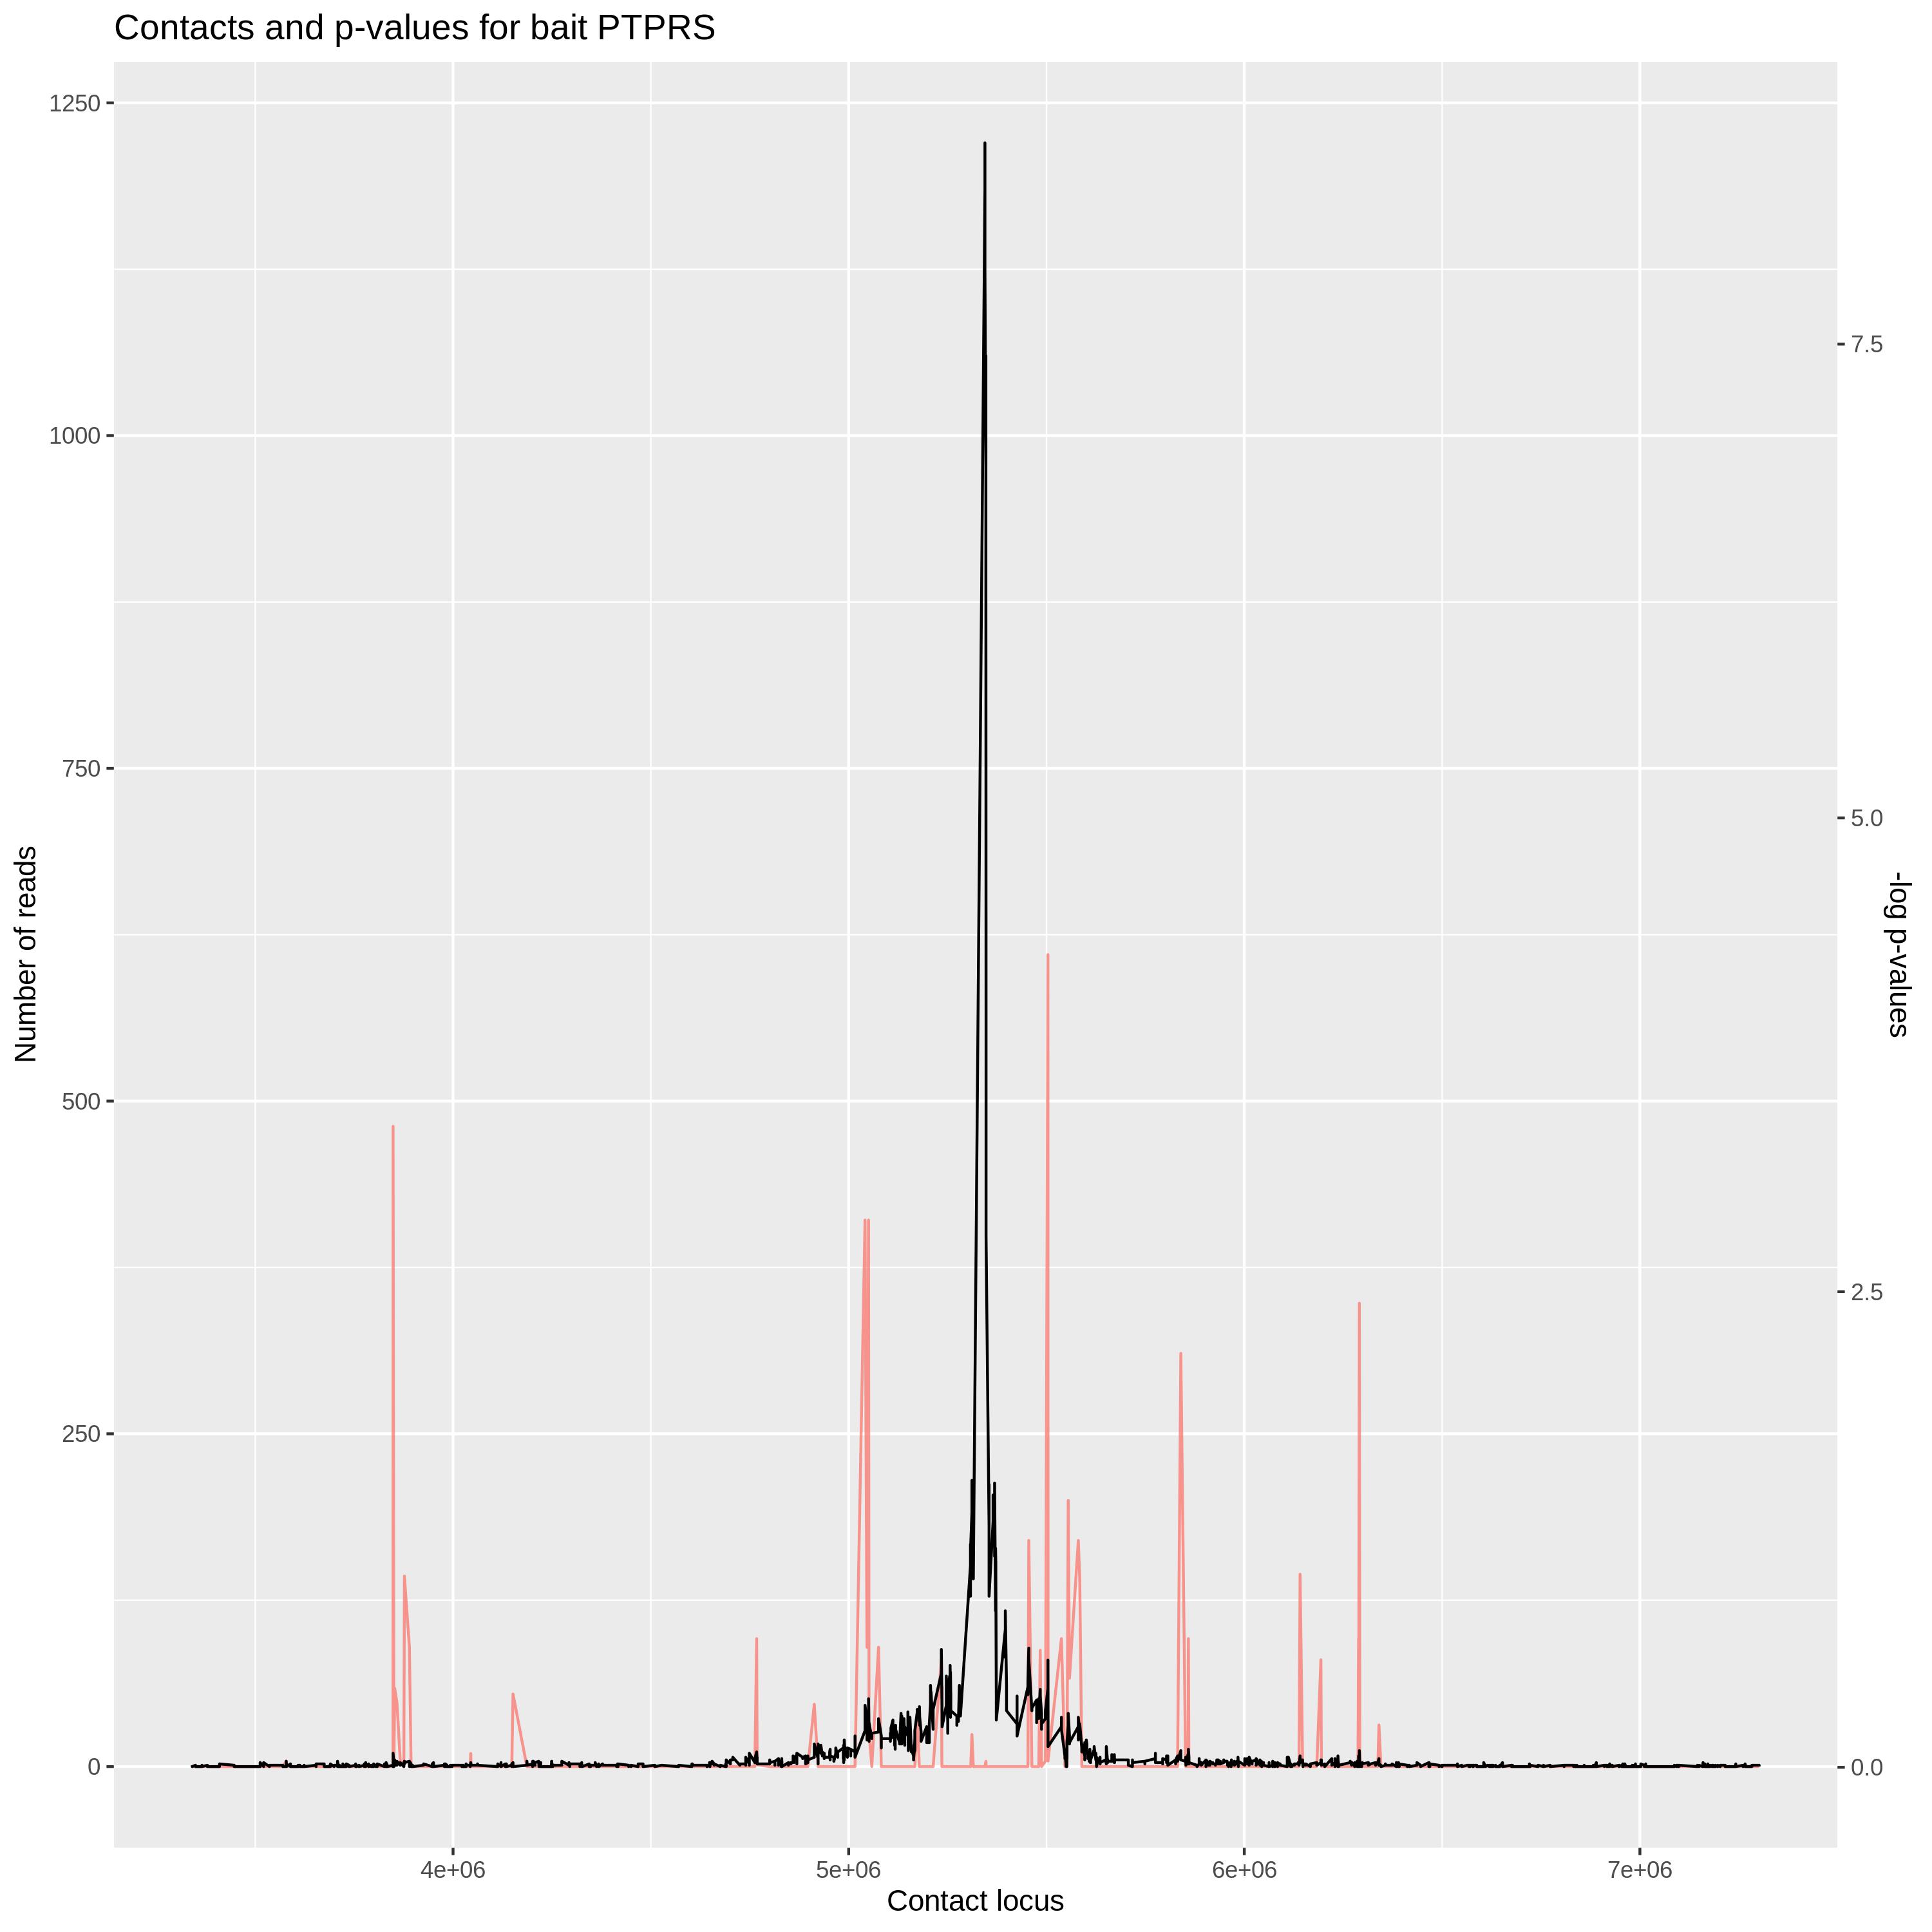 Contacts and p-values for bait PTPRS
1250
1000
750
500
250
0
Number of reads
7.5
5.0
2.5
0.0
-log p-values
4e+06
5e+06
6e+06
7e+06
Contact locus